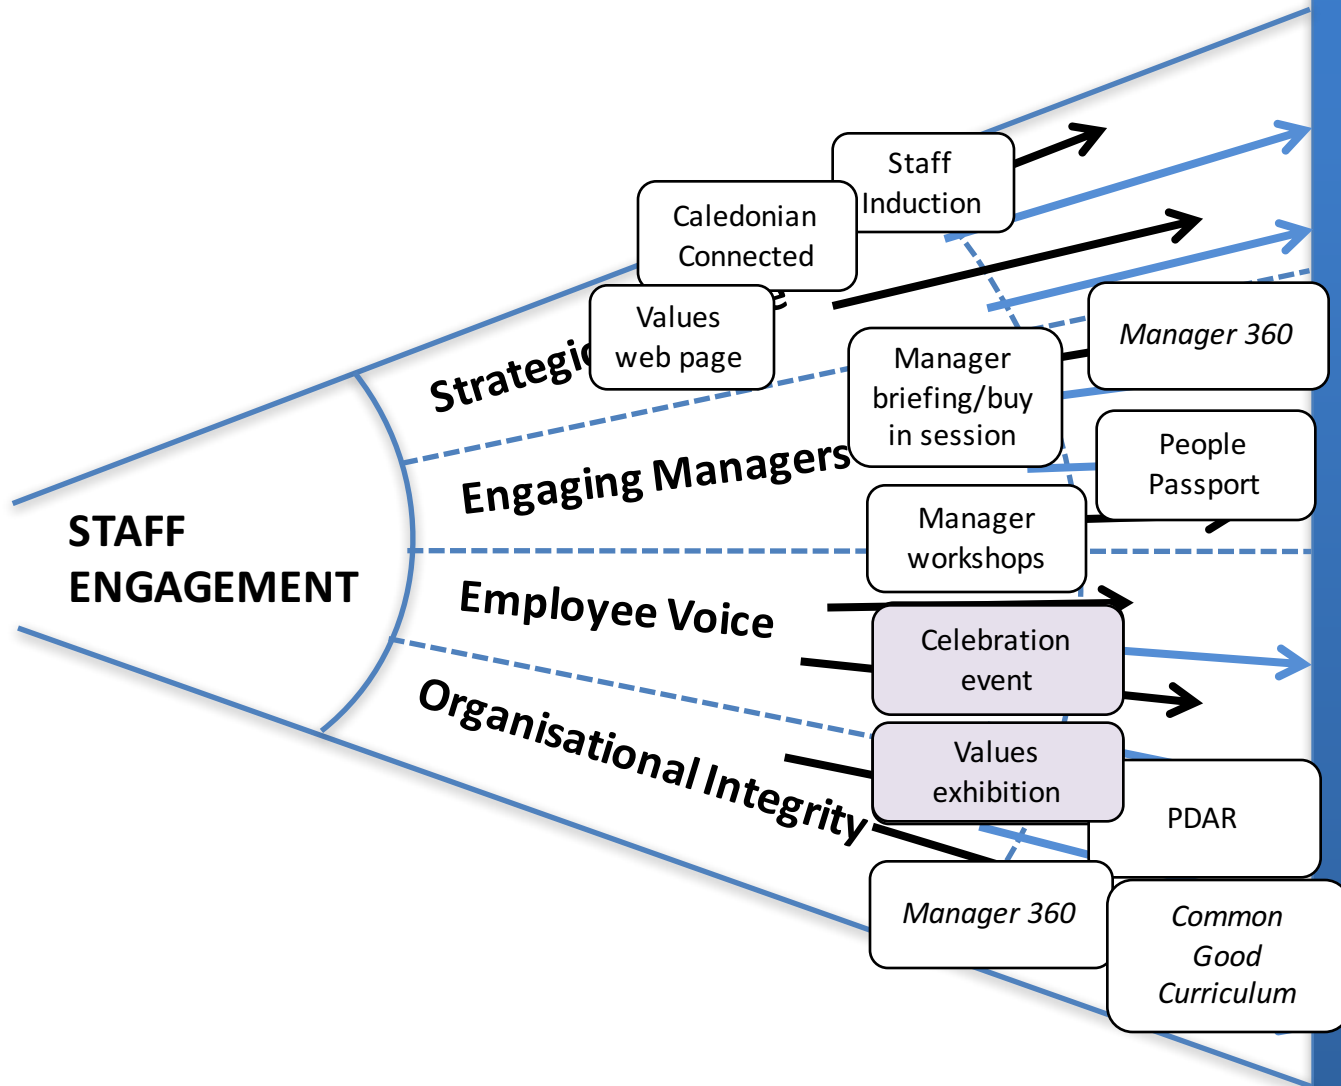 Staff
Induction
Caledonian
Connected
Values
web page
Strategic
Manager 360
Manager
briefing/buy
in session
People
Passport
Engaging Managers
Manager
workshops
STAFF
ENGAGEMENT
Employee Voice
Celebration
event
Organisational Integrity
Values
exhibition
PDAR
Manager 360
Common
Good
Curriculum